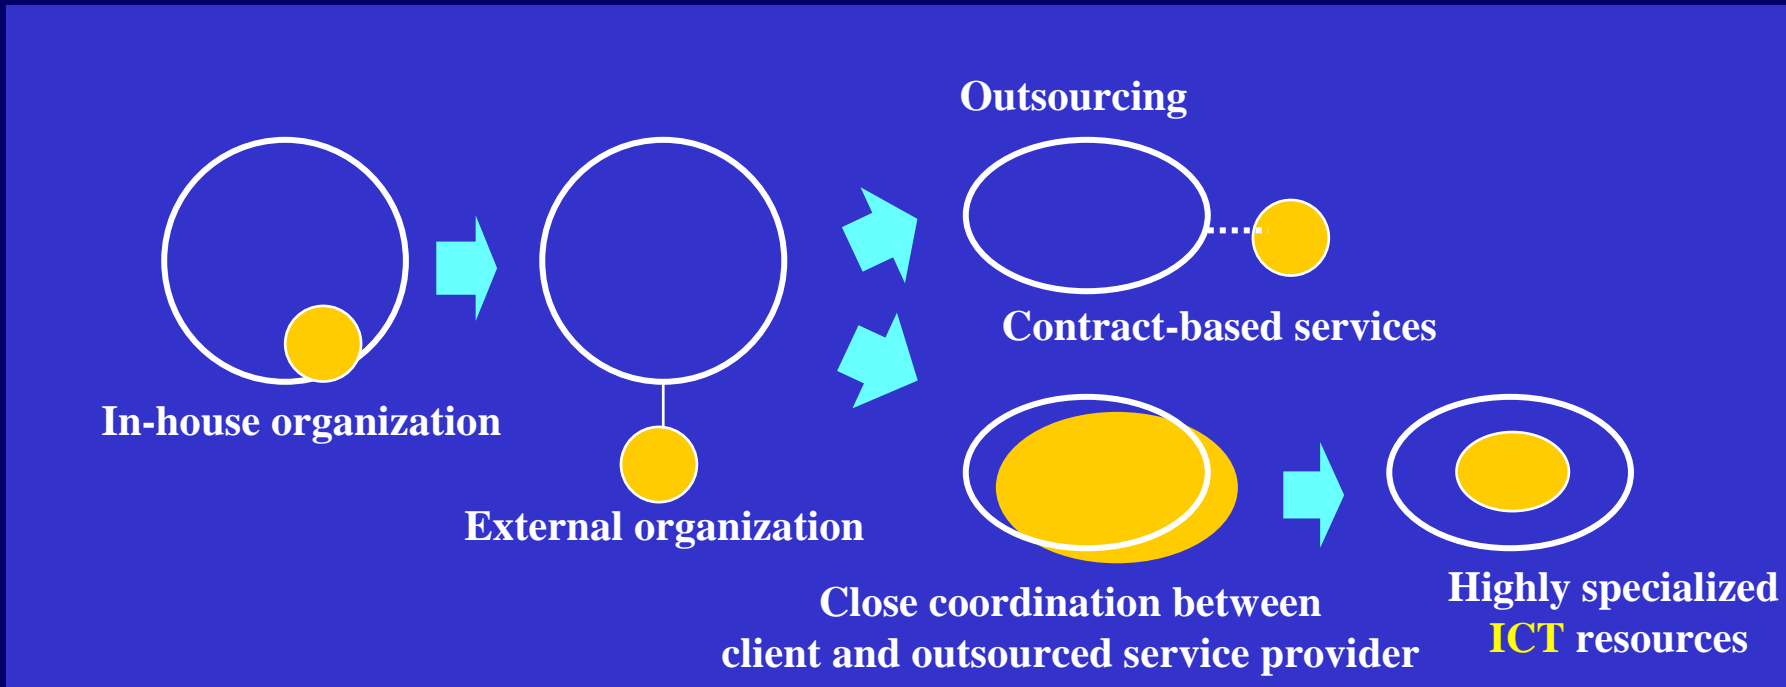 Outsourcing
Contract-based services
In-house organization
External organization
Close coordination between
client and outsourced service provider
Highly specialized
ICT resources